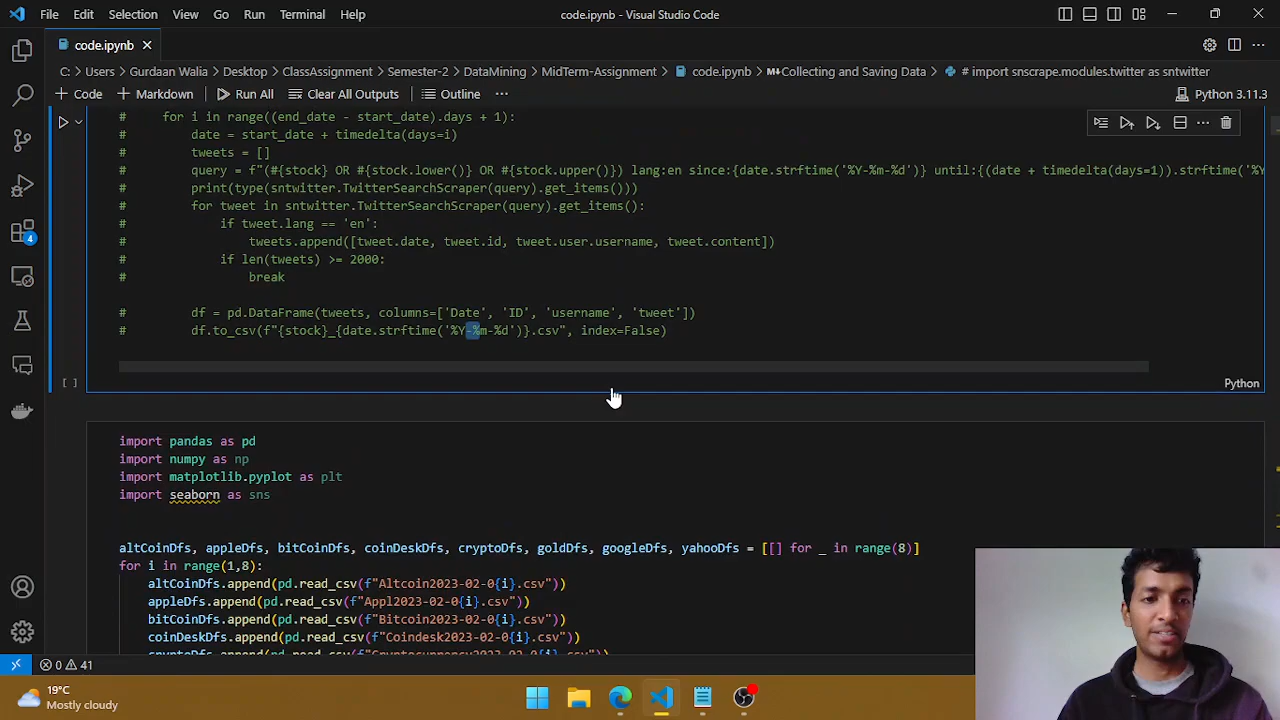 File Edit Selection View Go Run Terminal Help code.ipynb - Visual Studio Code
code.ipynb
C: > Users > Gurdaan Walia > Desktop > ClassAssignment > Semester-2 > DataMining > MidTerm-Assignment > code.ipynb > Collecting and Saving Data > # import snscrape.modules.twitter as sntwitter
+ Code + Markdown Run All Clear All Outputs Outline ... Python 3.11.3
# for i in range((end_date - start_date).days + 1):
# date = start_date + timedelta(days=i)
# tweets = []
# query = f"(#{stock} OR #{stock.lower()} OR #{stock.upper()}) lang:en since:{date.strftime('%Y-%m-%d')} until:{(date + timedelta(days=1)).strftime('%Y
# print(type(sntwitter.TwitterSearchScraper(query).get_items()))
# for tweet in sntwitter.TwitterSearchScraper(query).get_items():
# if tweet.lang == 'en':
# tweets.append([tweet.date, tweet.id, tweet.user.username, tweet.content])
# if len(tweets) >= 2000:
# break
# df = pd.DataFrame(tweets, columns=['Date', 'ID', 'username', 'tweet'])
# df.to_csv(f"{stock}_{date.strftime('%Y-%m-%d')}.csv", index=False)
[ ] Python
import pandas as pd
import numpy as np
import matplotlib.pyplot as plt
import seaborn as sns
altCoinDfs, appleDfs, bitCoinDfs, coinDeskDfs, cryptoDfs, goldDfs, googleDfs, yahooDfs = [[] for _ in range(8)]
for i in range(1,8):
altCoinDfs.append(pd.read_csv(f"Altcoin2023-02-0{i}.csv"))
appleDfs.append(pd.read_csv(f"Appl2023-02-0{i}.csv"))
bitCoinDfs.append(pd.read_csv(f"Bitcoin2023-02-0{i}.csv"))
coinDeskDfs.append(pd.read_csv(f"Coindesk2023-02-0{i}.csv"))
cryptoDfs.append(pd.read_csv(f"Cryptocurrency2023-02-0{i}.csv"))
4
0 41
19°C
Mostly cloudy